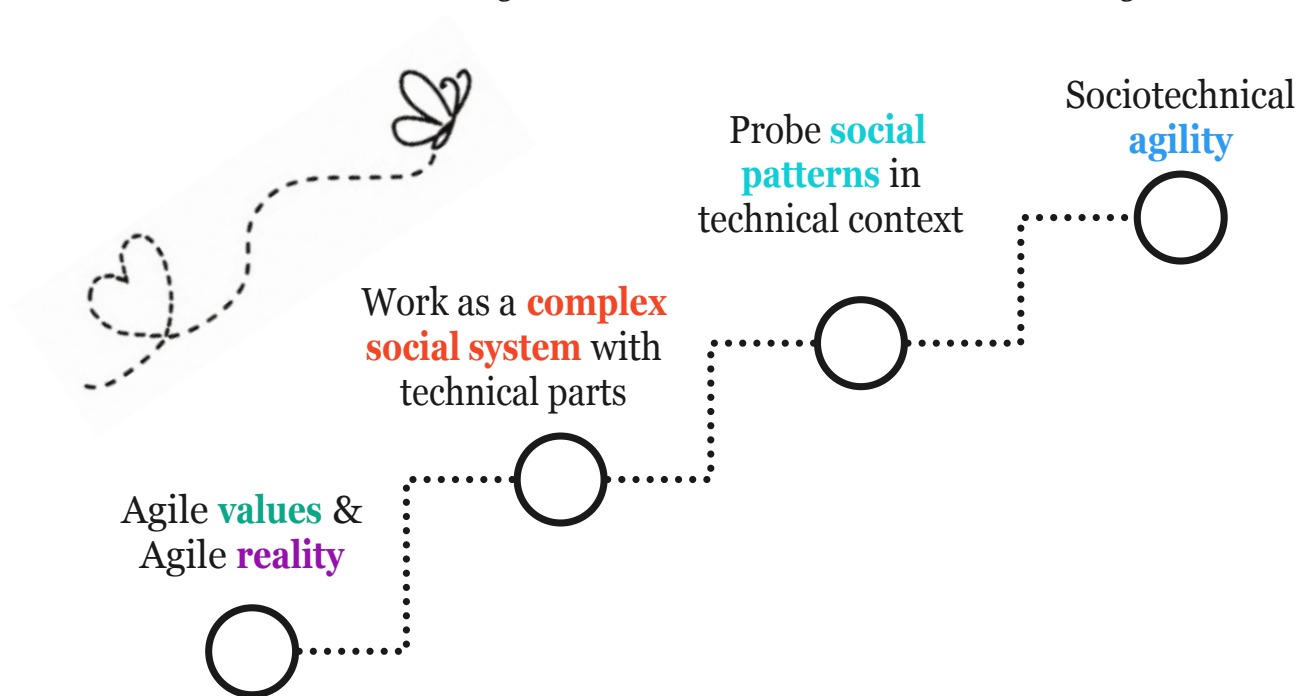 Sociotechnical
agility
Probe social
patterns in
technical context
Work as a complex
social system with
technical parts
Agile values &
Agile reality